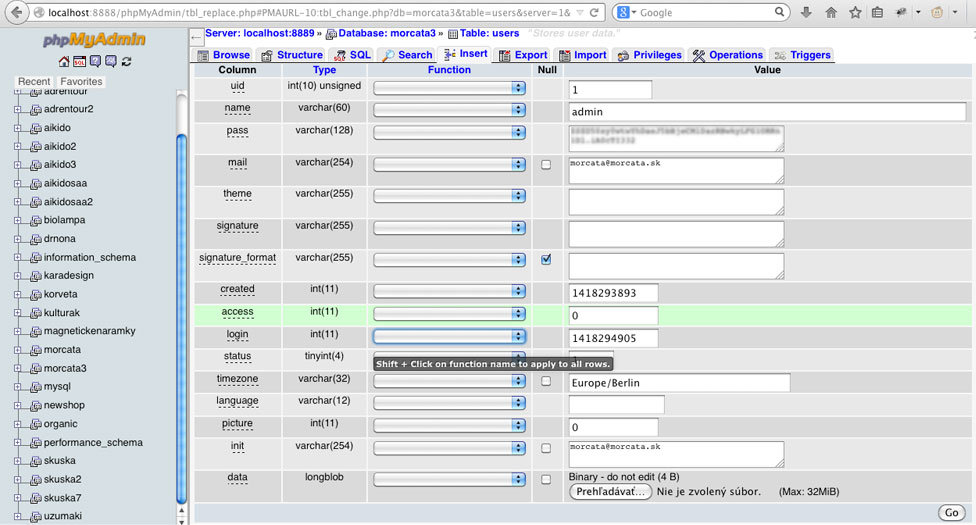 localhost:8888/phpMyAdmin/tbl_replace.php#PMAURL-10:tbl_change.php?db=morcata3&table=users&server=1&
Google
phpMyAdmin
Recent Favorites
adrentour
adrentour2
aikido
aikido2
aikido3
aikidosaa
aikidosaa2
biolampa
drnona
information_schema
karadesign
korveta
kulturak
magnetickenaramky
morcata
morcata3
mysql
newshop
organic
performance_schema
skuska
skuska2
skuska7
uzumaki
Server: localhost:8889 » Database: morcata3 » Table: users "Stores user data."
Browse Structure SQL Search Insert Export Import Privileges Operations Triggers
Column Type Function Null Value
uid int(10) unsigned 1
name varchar(60) admin
pass varchar(128)
mail varchar(254) morcata@morcata.sk
theme varchar(255)
signature varchar(255)
signature_format varchar(255)
created int(11) 1418293893
access int(11) 0
login int(11) 1418294905
status tinyint(4)
Shift + Click on function name to apply to all rows.
timezone varchar(32) Europe/Berlin
language varchar(12)
picture int(11) 0
init varchar(254) morcata@morcata.sk
data longblob Binary - do not edit (4 B)
Prehľadávať... Nie je zvolený súbor. (Max: 32MiB)
Go